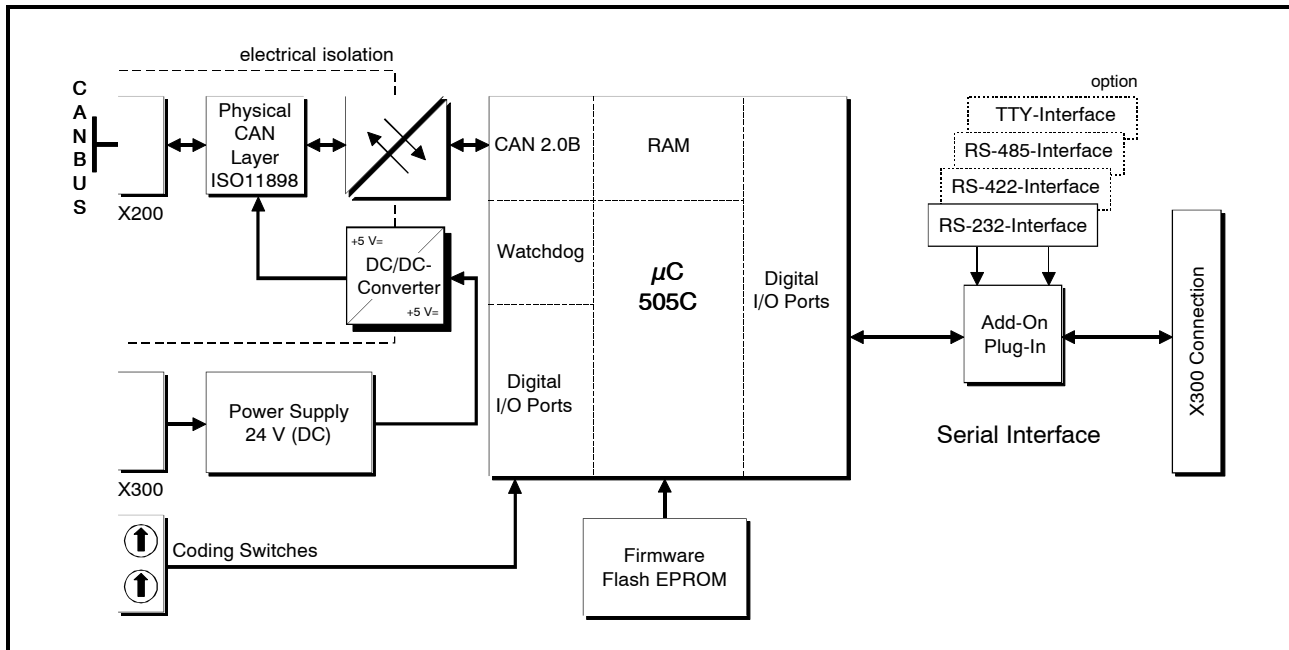 electrical isolation
CANBUS
X200
Physical
CAN
Layer
ISO11898
+5 V=
DC/DC-
Converter
+5 V=
X300
Power Supply
24 V (DC)
Coding Switches
CAN 2.0B
RAM
Watchdog
µC
505C
Digital
I/O Ports
Digital
I/O Ports
Firmware
Flash EPROM
option
TTY-Interface
RS-485-Interface
RS-422-Interface
RS-232-Interface
Add-On
Plug-In
Serial Interface
X300 Connection